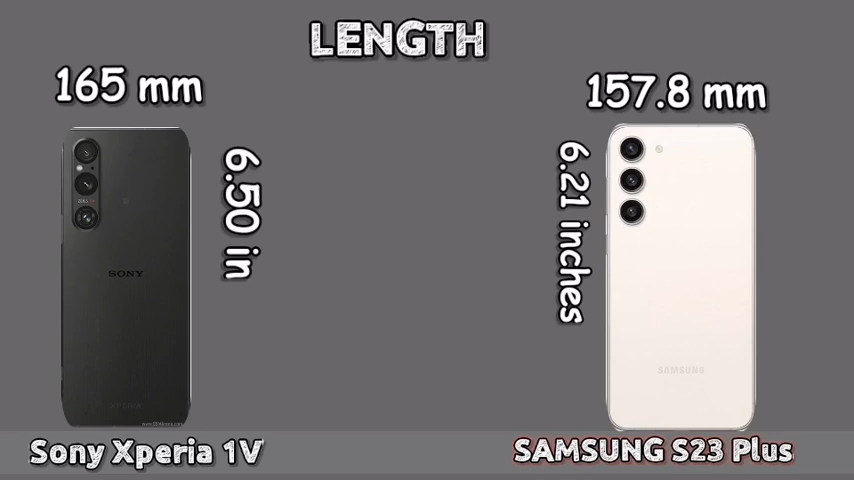 LENGTH
165 mm
157.8 mm
6.50 in
6.21 inches
SONY
XPERIA
SAMSUNG
Sony Xperia 1V
SAMSUNG S23 Plus